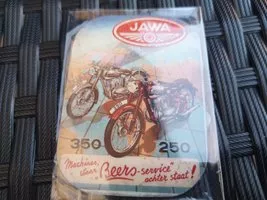 JAWA
350 250
Machines,
waar „Beers-service”
achter staat!